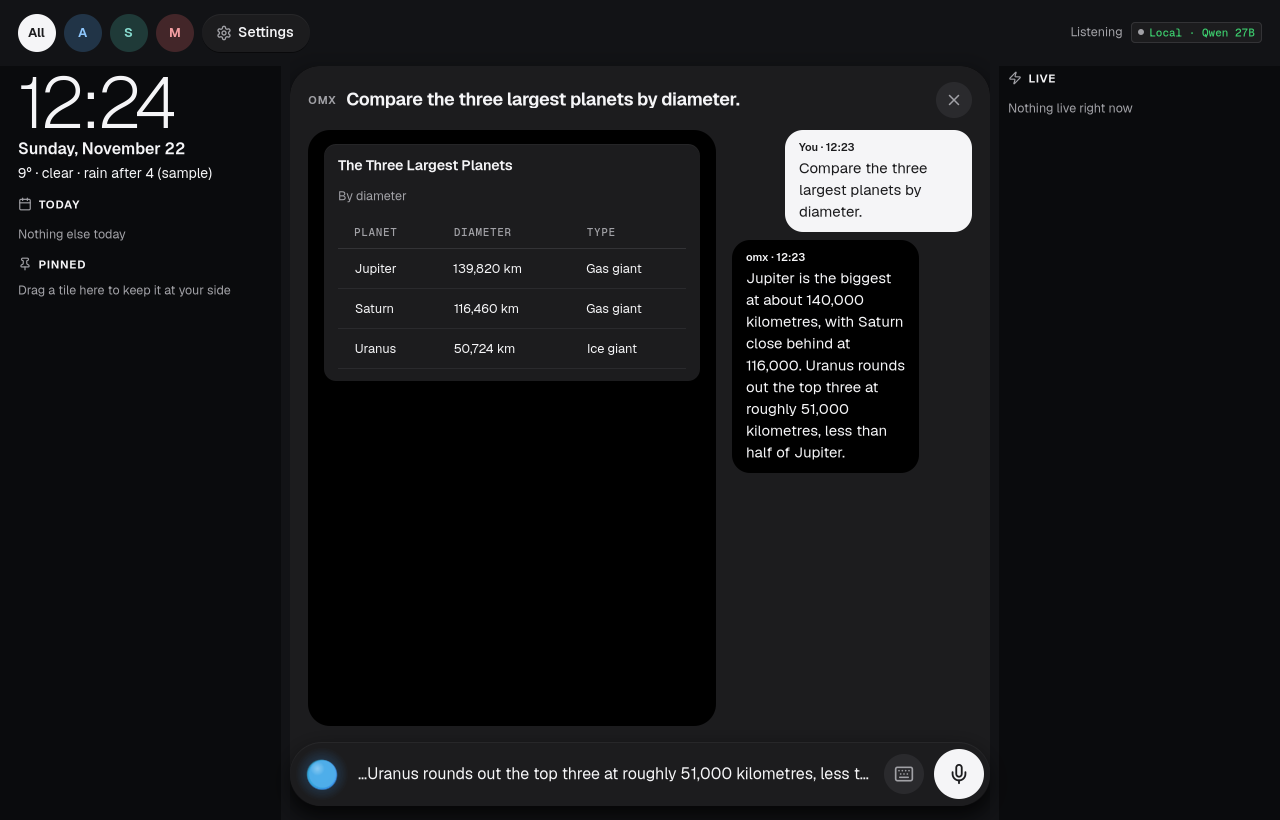 All A S M Settings
Listening Local · Qwen 27B
12:24
Sunday, November 22
9° · clear · rain after 4 (sample)
TODAY
Nothing else today
PINNED
Drag a tile here to keep it at your side
OMX Compare the three largest planets by diameter.
The Three Largest Planets
By diameter
PLANET DIAMETER TYPE
Jupiter 139,820 km Gas giant
Saturn 116,460 km Gas giant
Uranus 50,724 km Ice giant
You · 12:23
Compare the three
largest planets by
diameter.
omx · 12:23
Jupiter is the biggest
at about 140,000
kilometres, with Saturn
close behind at
116,000. Uranus rounds
out the top three at
roughly 51,000
kilometres, less than
half of Jupiter.
...Uranus rounds out the top three at roughly 51,000 kilometres, less t...
LIVE
Nothing live right now